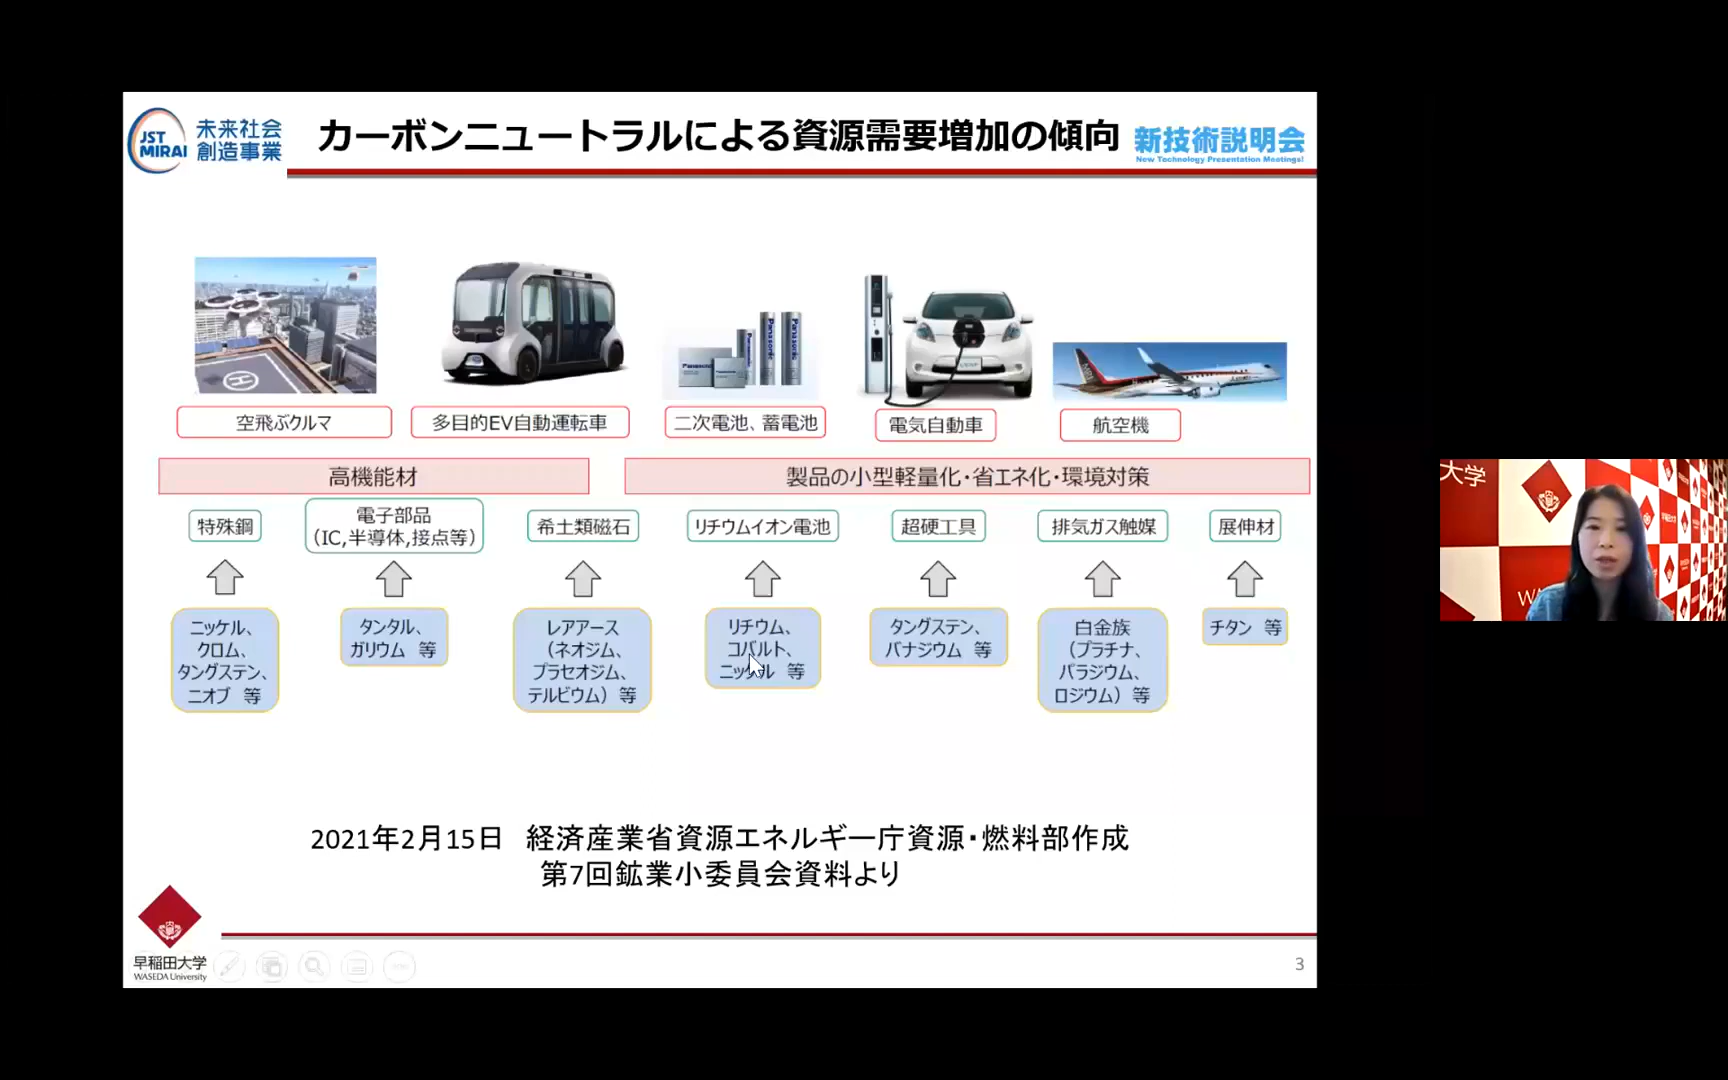 JST
MIRAI
未来社会
創造事業
カーボンニュートラルによる資源需要増加の傾向
新技術説明会
New Technology Presentation Meetings!
Panasonic
Panasonic
Panasonic
空飛ぶクルマ
多目的EV自動運転車
二次電池、蓄電池
電気自動車
航空機
高機能材
製品の小型軽量化・省エネ化・環境対策
特殊鋼
電子部品
（IC,半導体,接点等）
希土類磁石
リチウムイオン電池
超硬工具
排気ガス触媒
展伸材
ニッケル、
クロム、
タングステン、
ニオブ 等
タンタル、
ガリウム 等
レアアース
（ネオジム、
プラセオジム、
テルビウム）等
リチウム、
コバルト、
ニッケル 等
タングステン、
バナジウム 等
白金族
（プラチナ、
パラジウム、
ロジウム）等
チタン 等
2021年2月15日 経済産業省資源エネルギー庁資源・燃料部作成
第7回鉱業小委員会資料より
早稲田大学
WASEDA University
3
大学